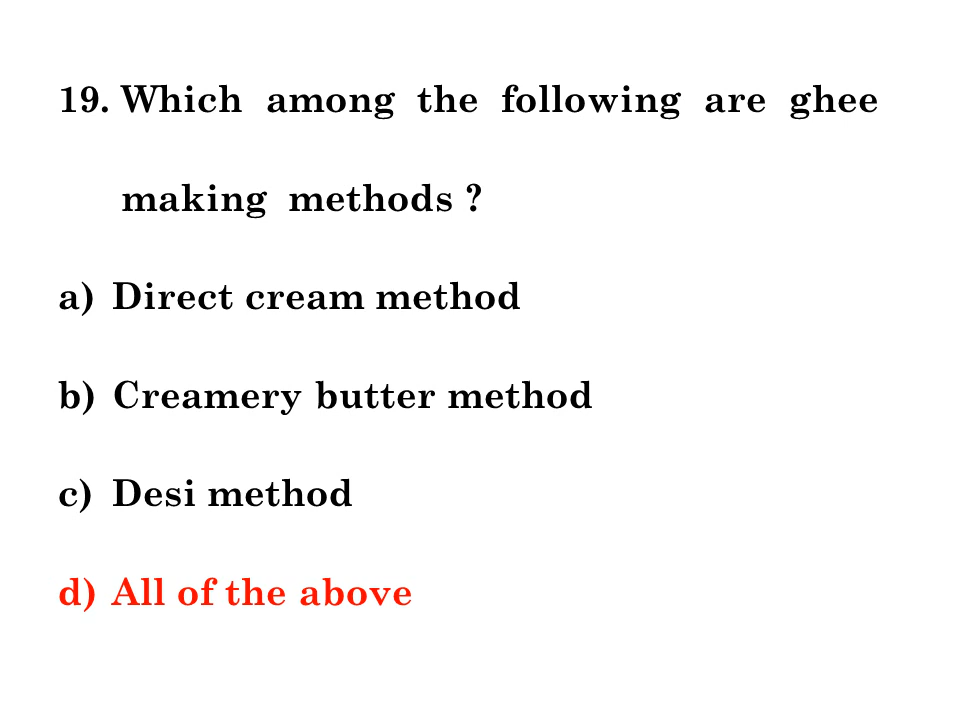 19. Which among the following are ghee
making methods ?
a) Direct cream method
b) Creamery butter method
c) Desi method
d) All of the above